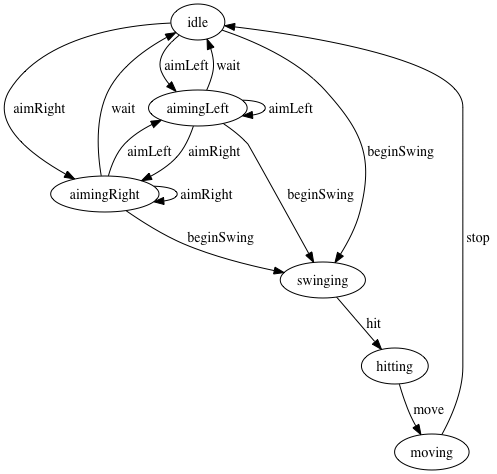 idle
aimLeft
wait
aimingLeft
aimLeft
aimRight
wait
beginSwing
aimLeft
aimRight
aimingRight
aimRight
beginSwing
beginSwing
stop
swinging
hit
hitting
move
moving